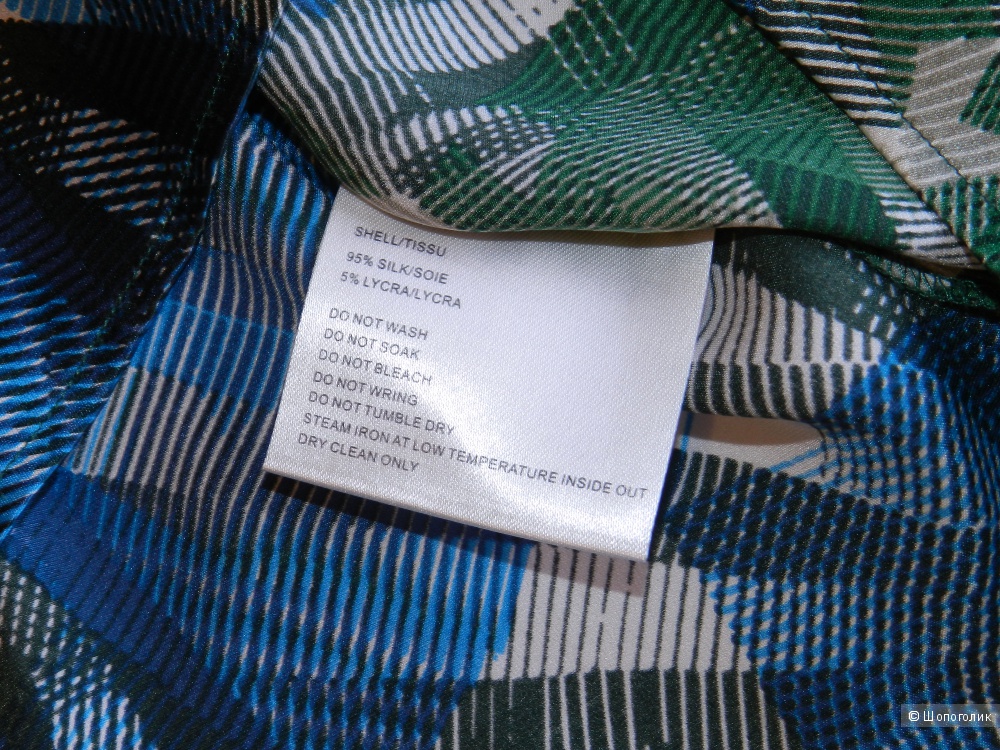 SHELL/TISSU
95% SILK/SOIE
5% LYCRA/LYCRA
DO NOT WASH
DO NOT SOAK
DO NOT BLEACH
DO NOT WRING
DO NOT TUMBLE DRY
STEAM IRON AT LOW TEMPERATURE INSIDE OUT
DRY CLEAN ONLY
© Шопоголик